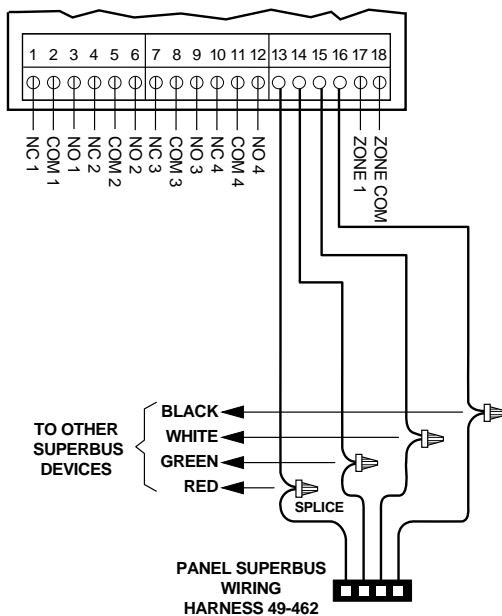 1 2 3 4 5 6 7 8 9 10 11 12 13 14 15 16 17 18
NC 1
COM 1
NO 1
NC 2
COM 2
NO 2
NC 3
COM 3
NO 3
NC 4
COM 4
NO 4
ZONE 1
ZONE COM
TO OTHER
SUPERBUS
DEVICES
BLACK
WHITE
GREEN
RED
SPLICE
PANEL SUPERBUS
WIRING
HARNESS 49-462